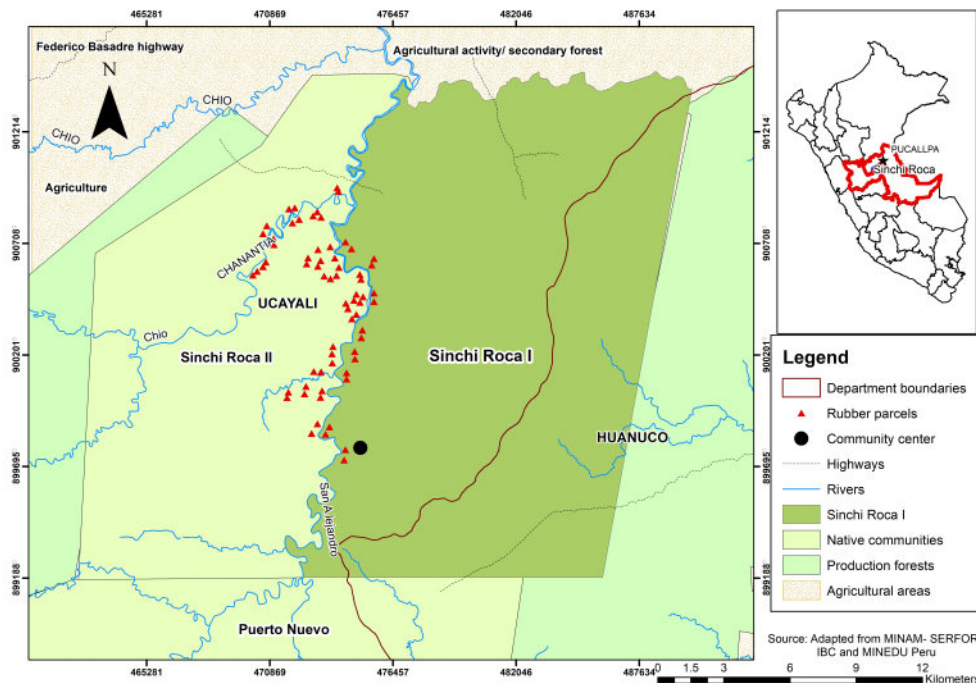 465281 470869 476457 482046 487634
Federico Basadre highway
Agricultural activity/ secondary forest
N
CHIO
CHIO
Agriculture
CHANANTIA
UCAYALI
Chio
Sinchi Roca II
Sinchi Roca I
HUANUCO
San Alejandro
Puerto Nuevo
901214
900708
900201
899695
899188
901214
900708
900201
899695
899188
465281 470869 476457 482046 487634
PUCALLPA
Sinchi Roca
Legend
Department boundaries
Rubber parcels
Community center
Highways
Rivers
Sinchi Roca I
Native communities
Production forests
Agricultural areas
Source: Adapted from MINAM- SERFOR
IBC and MINEDU Peru
0 1.5 3 6 9 12
Kilometers